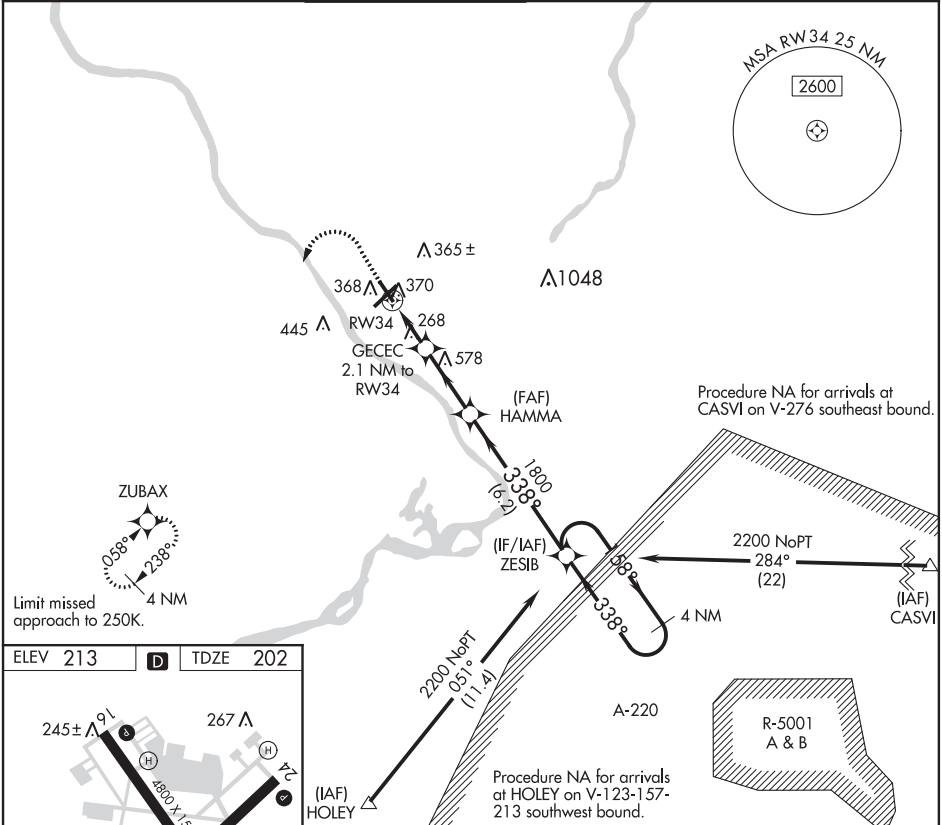 MSA RW34 25 NM
2600
365 ±
1048
368
370
445
RW34
268
GECEC
2.1 NM to
RW34
578
(FAF)
HAMMA
Procedure NA for arrivals at
CASVI on V-276 southeast bound.
1800
338°
(6.2)
ZUBAX
058°
238°
4 NM
Limit missed
approach to 250K.
(IF/IAF)
ZESIB
158°
338°
4 NM
2200 NoPT
284°
(22)
(IAF)
CASVI
2200 NoPT
051°
(11.4)
A-220
R-5001
A & B
(IAF)
HOLEY
Procedure NA for arrivals
at HOLEY on V-123-157-
213 southwest bound.
ELEV 213
D
TDZE 202
245±
16
P
H
267
H
24
P
4800 X 15